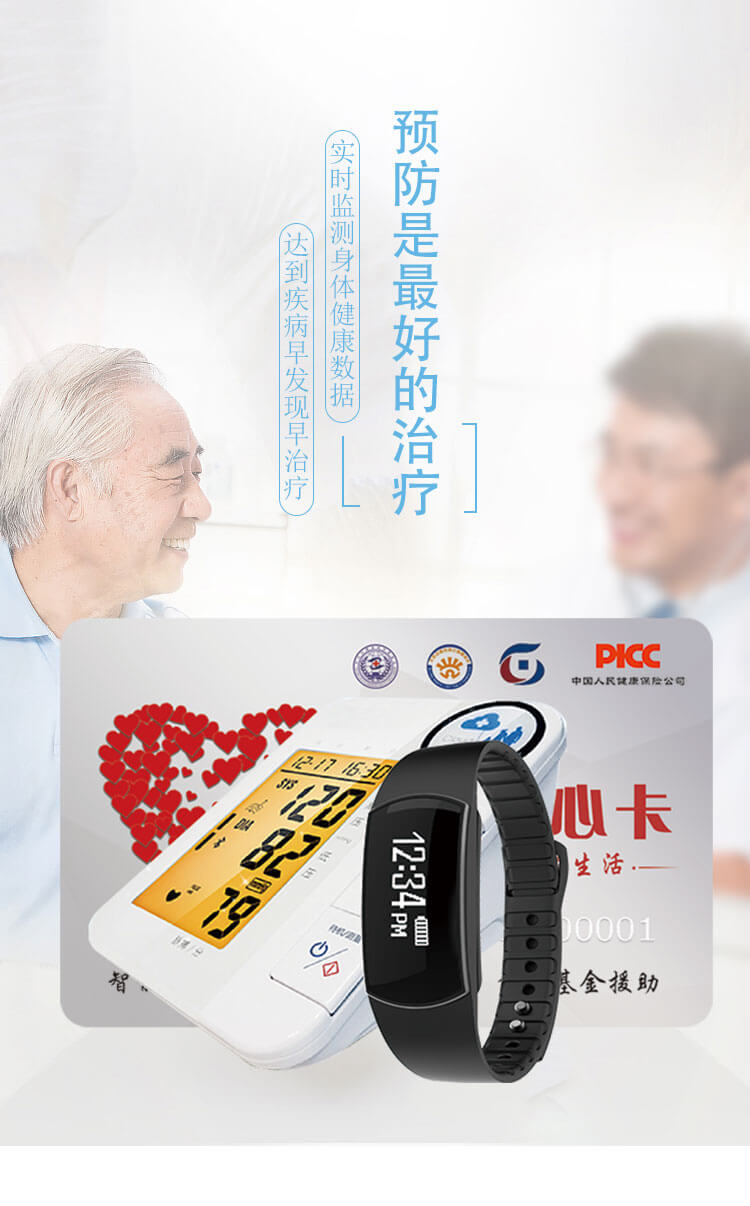 预防是最好的治疗
实时监测身体健康数据
达到疾病早发现早治疗
PICC
中国人民健康保险公司
12-17 16:30
SYS
120
82
79
12:34
PM
心卡
生活
00001
智
基金援助